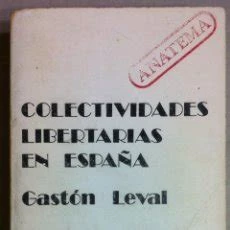 ANATEMA
COLECTIVIDADES
LIBERTARIAS
EN ESPAÑA
Gastón Leval